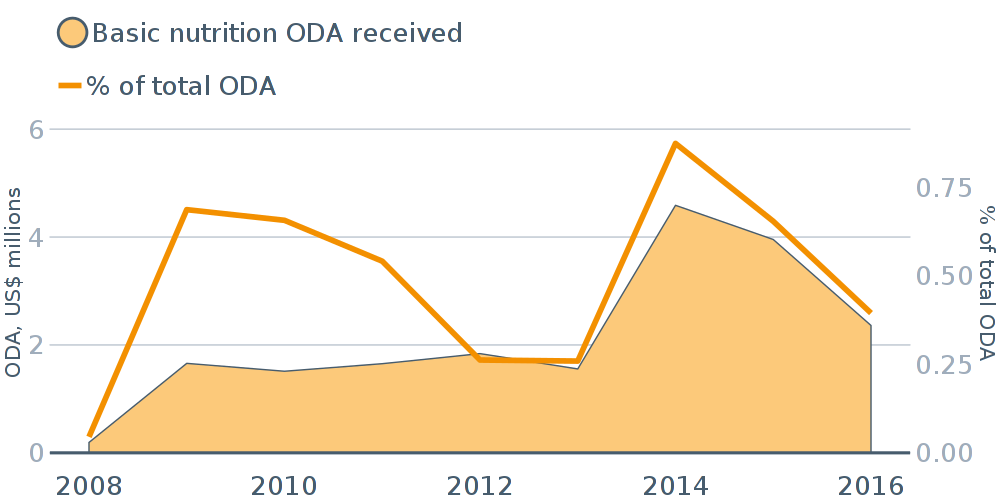 Basic nutrition ODA received
% of total ODA
6
4
2
0
ODA, US$ millions
0.75
0.50
0.25
0.00
% of total ODA
2008 2010 2012 2014 2016